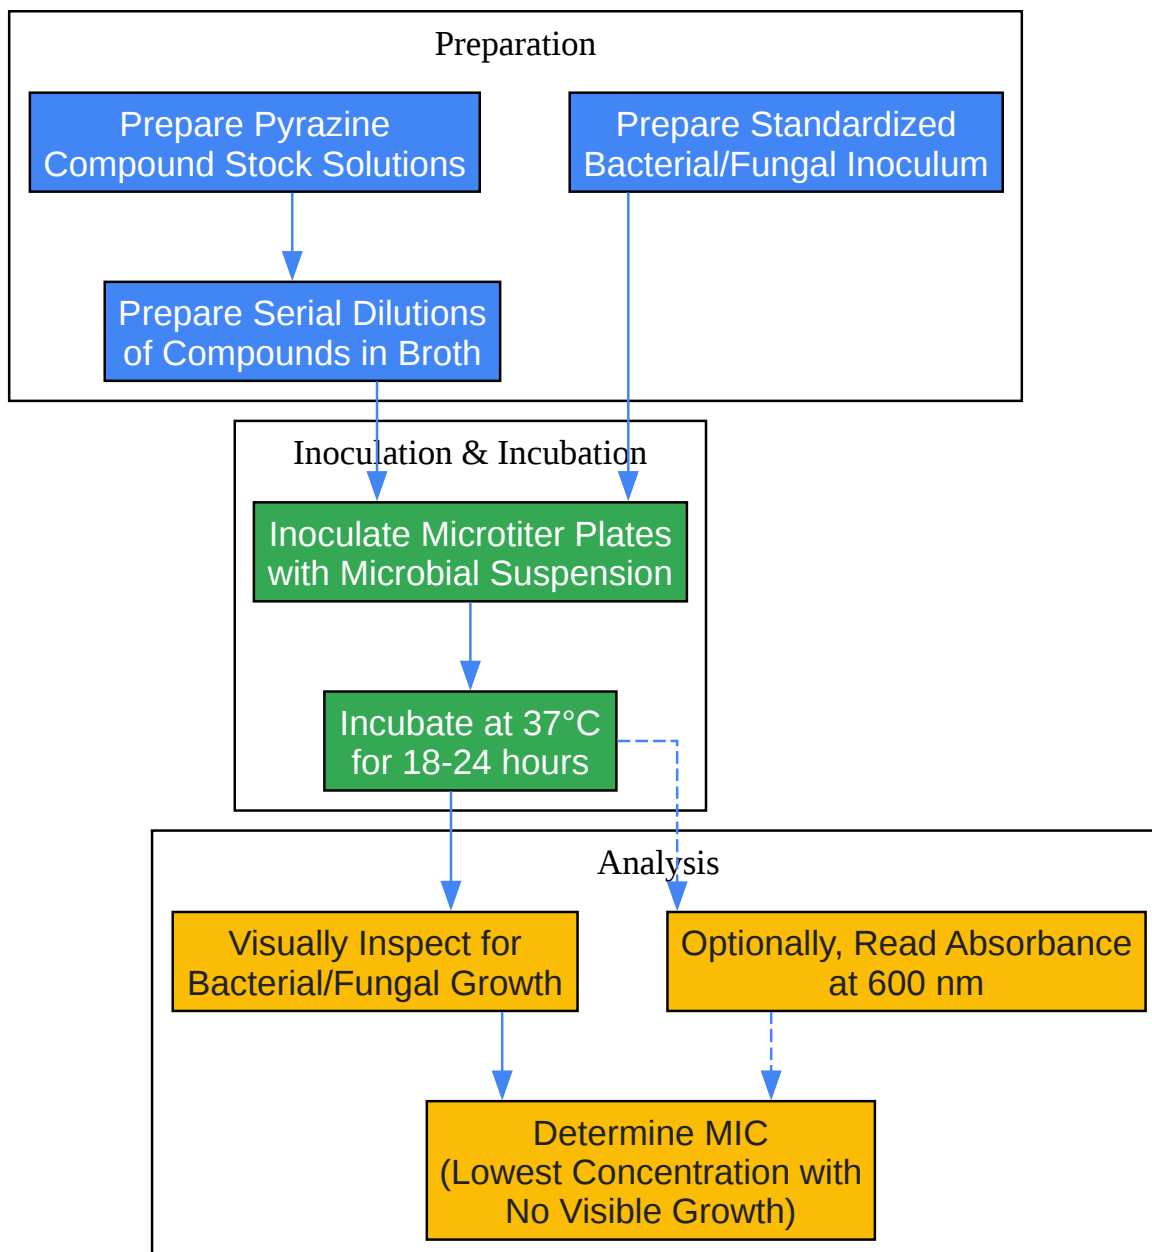 Preparation
Prepare Pyrazine
Compound Stock Solutions
Prepare Standardized
Bacterial/Fungal Inoculum
Prepare Serial Dilutions
of Compounds in Broth
Inoculation & Incubation
Inoculate Microtiter Plates
with Microbial Suspension
Incubate at 37°C
for 18-24 hours
Analysis
Visually Inspect for
Bacterial/Fungal Growth
Optionally, Read Absorbance
at 600 nm
Determine MIC
(Lowest Concentration with
No Visible Growth)